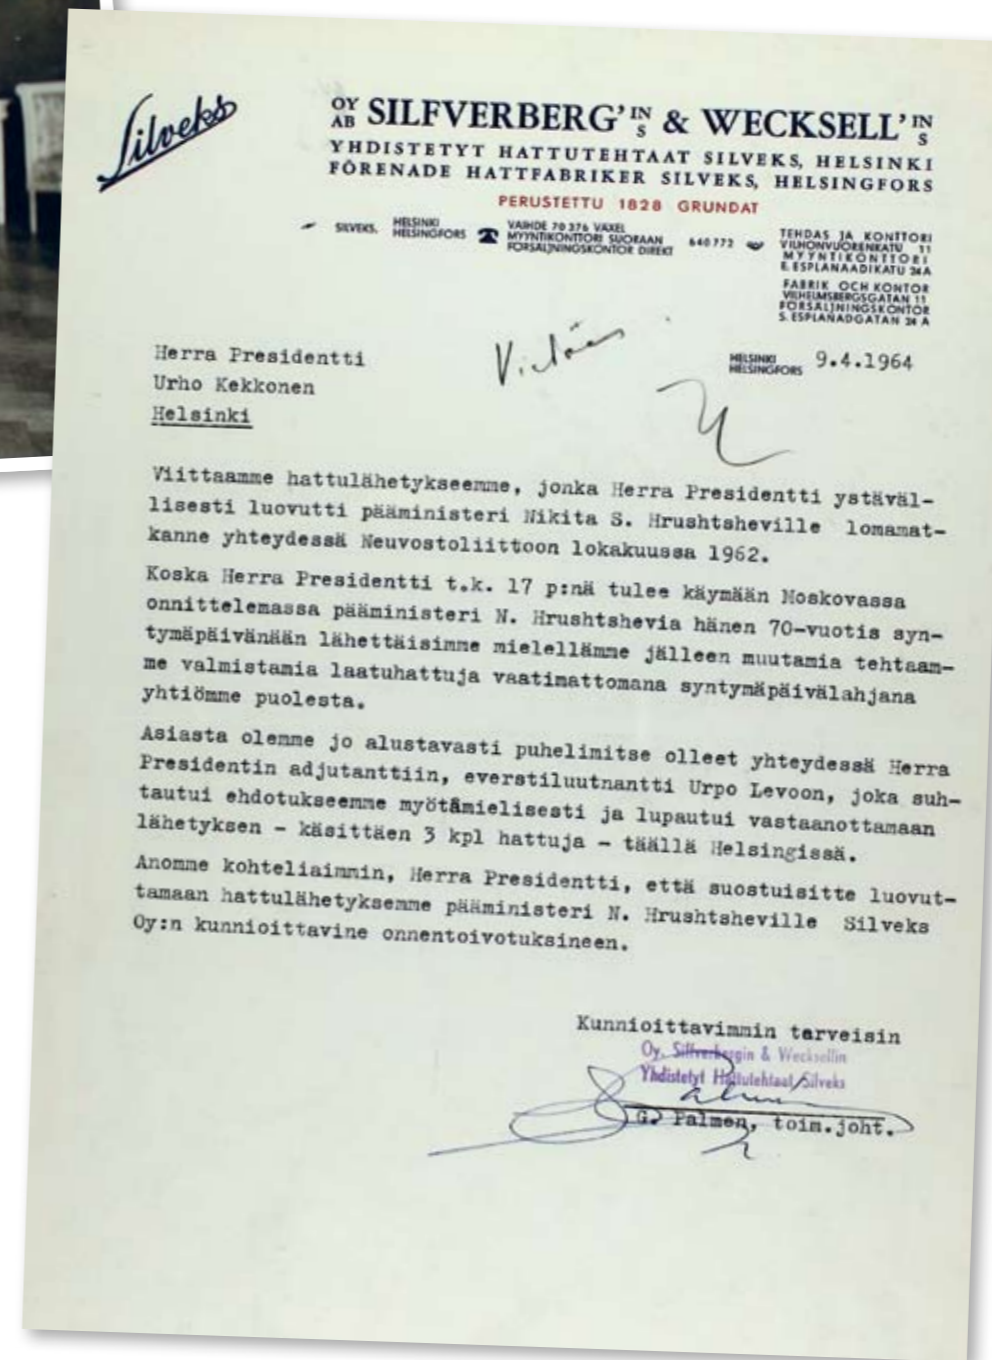 Silveks
OY AB SILFVERBERG'IN S & WECKSELL'IN S
YHDISTETYT HATTUTEHTAAT SILVEKS, HELSINKI
FÖRENADE HATTFABRIKER SILVEKS, HELSINGFORS
PERUSTETTU 1828 GRUNDAT
SILVEKS.
HELSINKI
HELSINGFORS
VAIHDE 70 376 VÄXEL
MYYNTIKONTTORI SUORAAN
FÖRSÄLJNINGSKONTOR DIREKT
640772
TEHDAS JA KONTTORI
VILHONVUORENKATU 11
MYYNTIKONTTORI
E. ESPLANAADIKATU 24A
FABRIK OCH KONTOR
VILHELMSBERGSGATAN 11
FÖRSÄLJNINGSKONTOR
S. ESPLANADGATAN 24 A
HELSINKI
HELSINGFORS
9.4.1964
Herra Presidentti
Urho Kekkonen
Helsinki
Viittaamme hattulähetykseemme, jonka Herra Presidentti ystäväl-
lisesti luovutti pääministeri Nikita S. Hrushtsheville lomamat-
kanne yhteydessä Neuvostoliittoon lokakuussa 1962.
Koska Herra Presidentti t.k. 17 p:nä tulee käymään Moskovassa
onnittelemassa pääministeri N. Hrushtshevia hänen 70-vuotis syn-
tymäpäivänään lähettäisimme mielellämme jälleen muutamia tehtaam-
me valmistamia laatuhattuja vaatimattomana syntymäpäivälahjana
yhtiömme puolesta.
Asiasta olemme jo alustavasti puhelimitse olleet yhteydessä Herra
Presidentin adjutanttiin, everstiluutnantti Urpo Levoon, joka suh-
tautui ehdotukseemme myötämielisesti ja lupautui vastaanottamaan
lähetyksen - käsittäen 3 kpl hattuja - täällä Helsingissä.
Anomme kohteliaimmin, Herra Presidentti, että suostuisitte luovut-
tamaan hattulähetyksemme pääministeri N. Hrushtsheville Silveks
Oy:n kunnioittavine onnentoivotuksineen.
Kunnioittavimmin terveisin
Oy. Silfverbergin & Wecksellin
Yhdistetyt Hattutehtaat Silveks
G. Palmen, toim.joht.